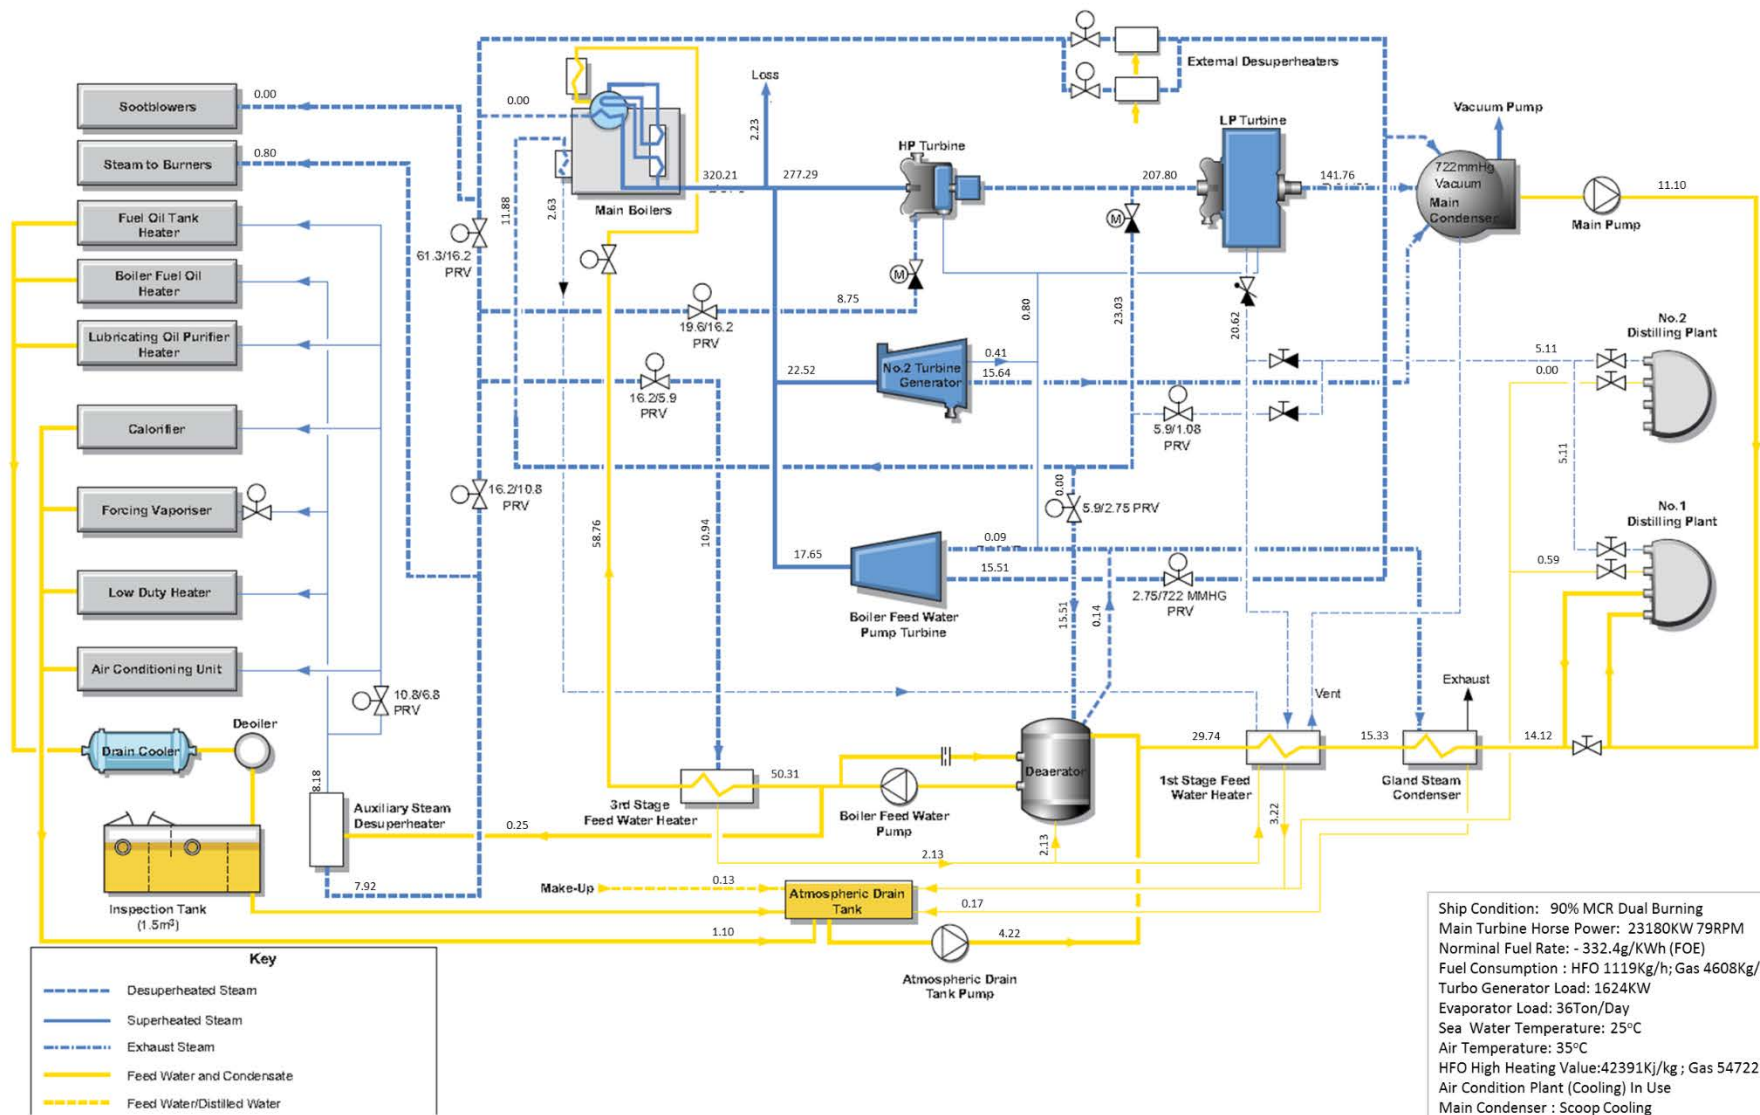 External Desuperheaters
Loss
2.23
Sootblowers
0.00
0.00
Steam to Burners
0.80
Fuel Oil Tank
Heater
Boiler Fuel Oil
Heater
Lubricating Oil Purifier
Heater
Calorifier
Forcing Vaporiser
Low Duty Heater
Air Conditioning Unit
10.8/6.8
PRV
Drain Cooler
Deoiler
Inspection Tank
(1.5m³)
8.18
Auxiliary Steam
Desuperheater
7.92
0.25
61.3/16.2
PRV
11.88
2.63
Main Boilers
320.21
277.29
HP Turbine
207.80
LP Turbine
141.76
Vacuum Pump
722mmHg
Vacuum
Main
Condenser
11.10
Main Pump
8.75
19.6/16.2
PRV
M
M
23.03
0.80
20.62
16.2/5.9
PRV
22.52
No.2 Turbine
Generator
0.41
15.64
5.9/1.08
PRV
5.11
0.00
No.2
Distilling Plant
5.11
No.1
Distilling Plant
0.59
16.2/10.8
PRV
58.76
10.94
0.00
5.9/2.75 PRV
17.65
0.09
15.51
Boiler Feed Water
Pump Turbine
2.75/722 MMHG
PRV
15.51
0.14
Vent
Exhaust
Deaerator
29.74
15.33
14.12
1st Stage Feed
Water Heater
Gland Steam
Condenser
3.22
50.31
3rd Stage
Feed Water Heater
Boiler Feed Water
Pump
2.13
2.13
Make-Up
0.13
Atmospheric Drain
Tank
0.17
1.10
4.22
Atmospheric Drain
Tank Pump
Key
Desuperheated Steam
Superheated Steam
Exhaust Steam
Feed Water and Condensate
Feed Water/Distilled Water
Ship Condition: 90% MCR Dual Burning
Main Turbine Horse Power: 23180KW 79RPM
Norminal Fuel Rate: - 332.4g/KWh (FOE)
Fuel Consumption : HFO 1119Kg/h; Gas 4608Kg/
Turbo Generator Load: 1624KW
Evaporator Load: 36Ton/Day
Sea Water Temperature: 25°C
Air Temperature: 35°C
HFO High Heating Value:42391Kj/kg ; Gas 54722
Air Condition Plant (Cooling) In Use
Main Condenser : Scoop Cooling